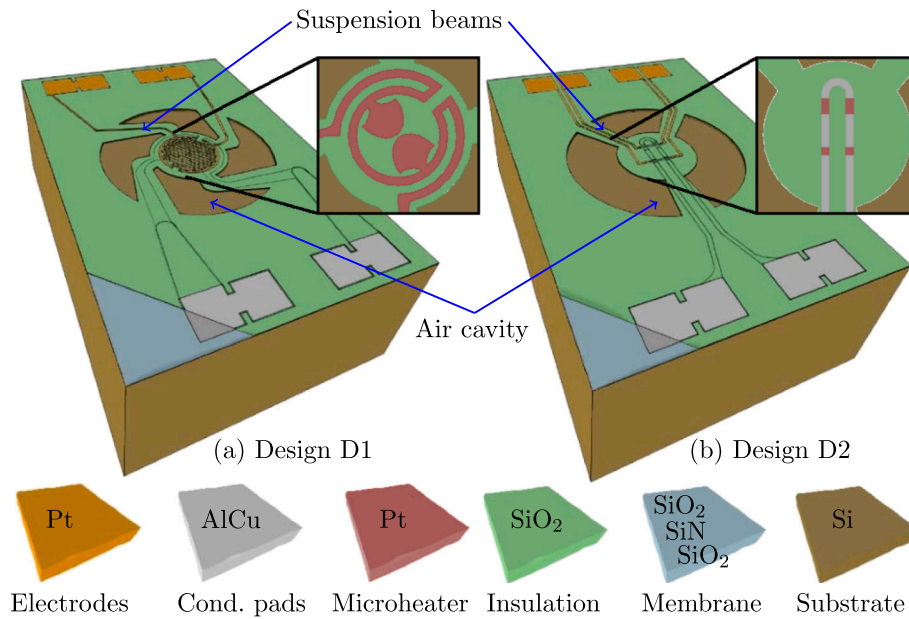 Suspension beams
Air cavity
(a) Design D1
(b) Design D2
Pt
AlCu
Pt
SiO₂
SiO₂
SiN
SiO₂
Si
Electrodes
Cond. pads
Microheater
Insulation
Membrane
Substrate